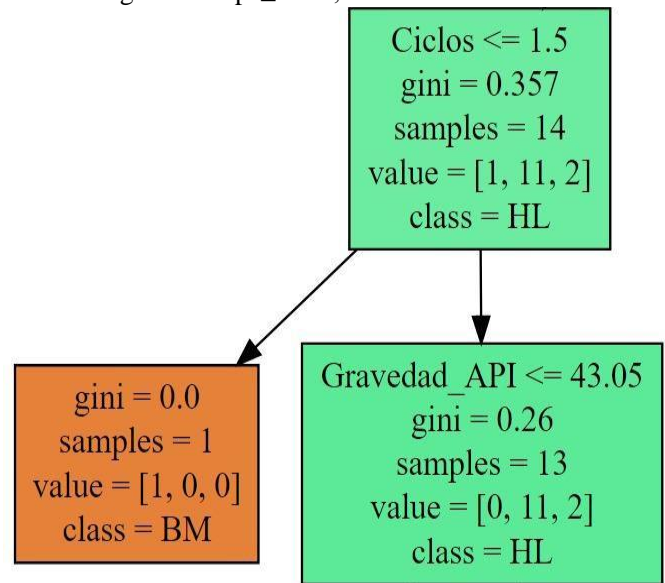 Ciclos <= 1.5
gini = 0.357
samples = 14
value = [1, 11, 2]
class = HL
gini = 0.0
samples = 1
value = [1, 0, 0]
class = BM
Gravedad_API <= 43.05
gini = 0.26
samples = 13
value = [0, 11, 2]
class = HL